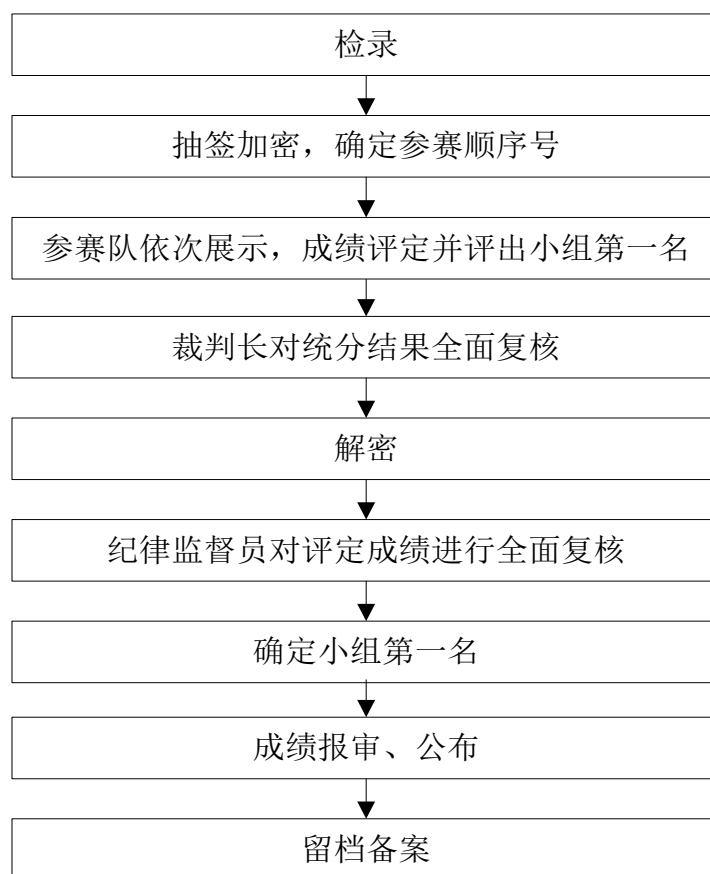 检录
抽签加密，确定参赛顺序号
参赛队依次展示，成绩评定并评出小组第一名
裁判长对统分结果全面复核
解密
纪律监督员对评定成绩进行全面复核
确定小组第一名
成绩报审、公布
留档备案